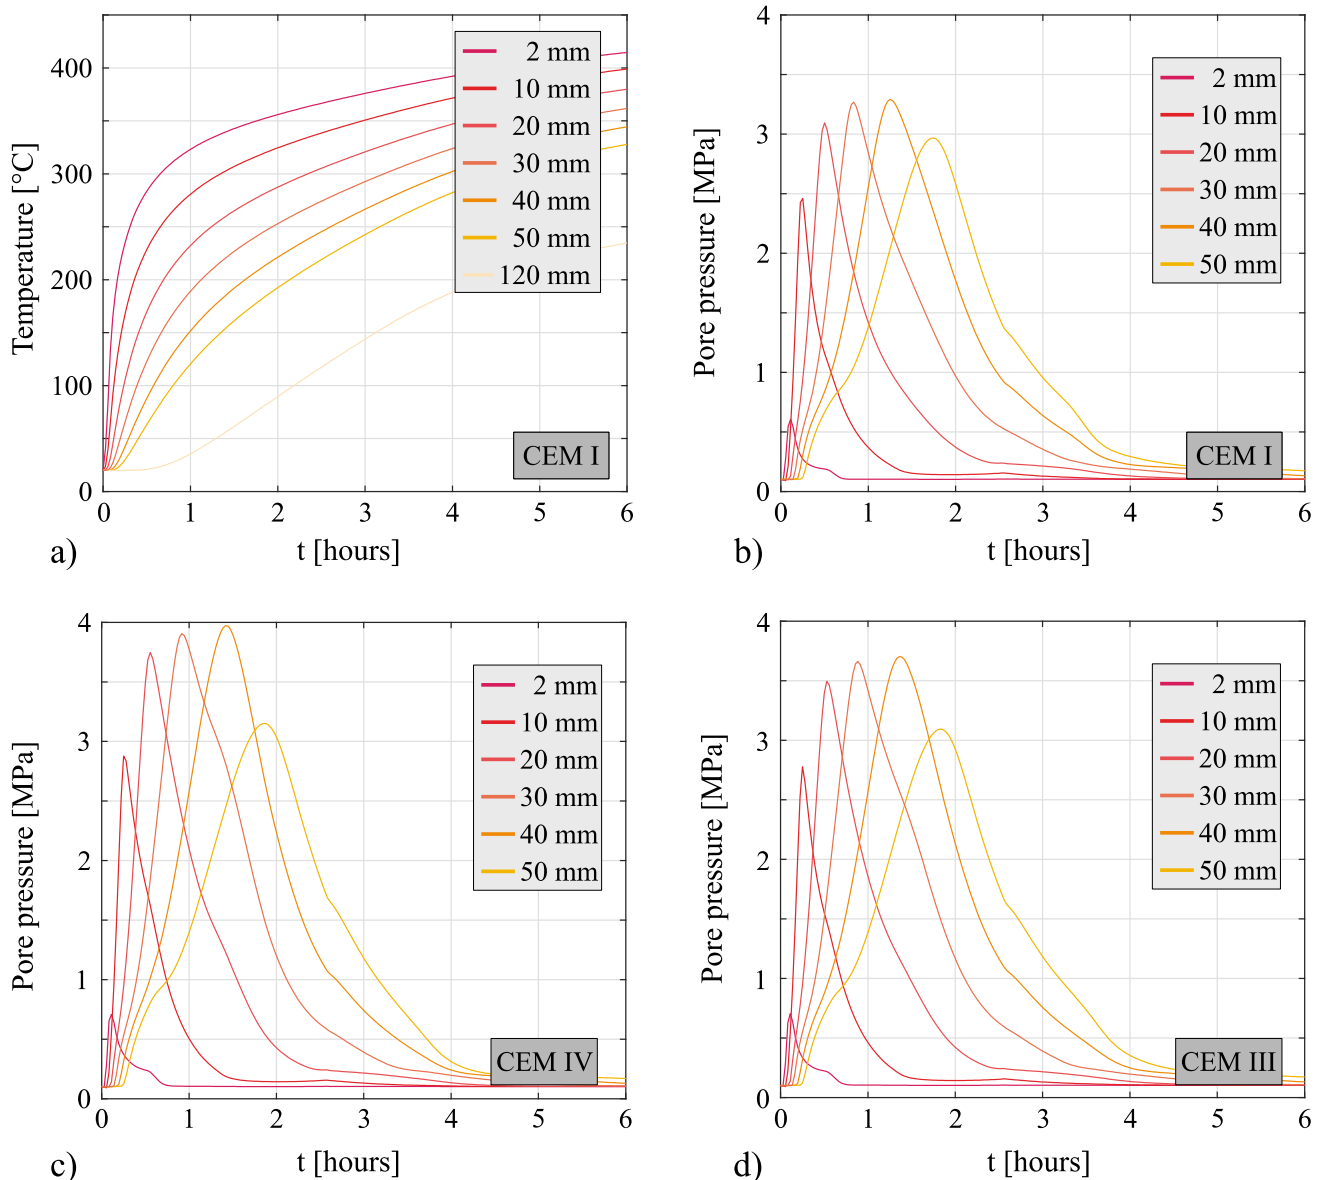 Temperature [°C]
400
300
200
100
0
0 1 2 3 4 5 6
t [hours]
2 mm
10 mm
20 mm
30 mm
40 mm
50 mm
120 mm
CEM I
a)
Pore pressure [MPa]
4
3
2
1
0
0 1 2 3 4 5 6
t [hours]
2 mm
10 mm
20 mm
30 mm
40 mm
50 mm
CEM I
b)
Pore pressure [MPa]
4
3
2
1
0
0 1 2 3 4 5 6
t [hours]
2 mm
10 mm
20 mm
30 mm
40 mm
50 mm
CEM IV
c)
Pore pressure [MPa]
4
3
2
1
0
0 1 2 3 4 5 6
t [hours]
2 mm
10 mm
20 mm
30 mm
40 mm
50 mm
CEM III
d)